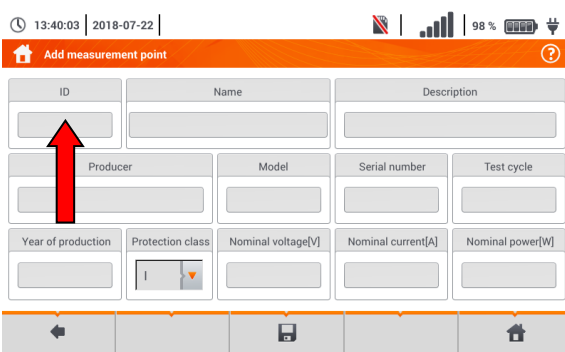 13:40:03 2018-07-22 98 %
Add measurement point ?
ID Name Description
Producer Model Serial number Test cycle
Year of production Protection class Nominal voltage[V] Nominal current[A] Nominal power[W]
I